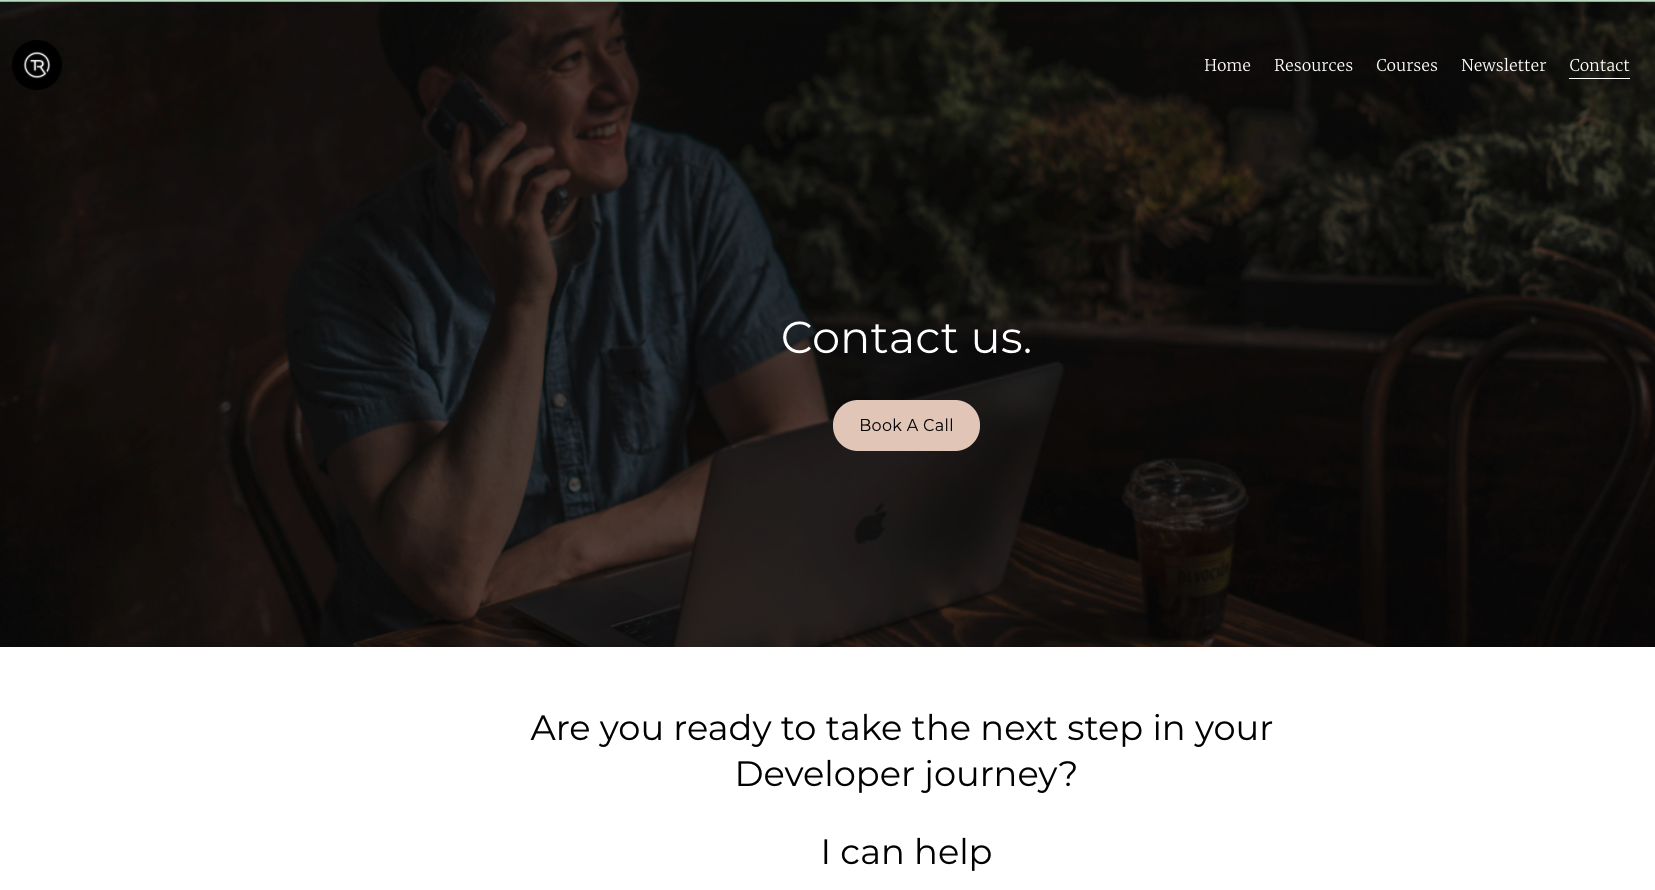 TR
Home Resources Courses Newsletter Contact
Contact us.
Book A Call
Are you ready to take the next step in your
Developer journey?
I can help